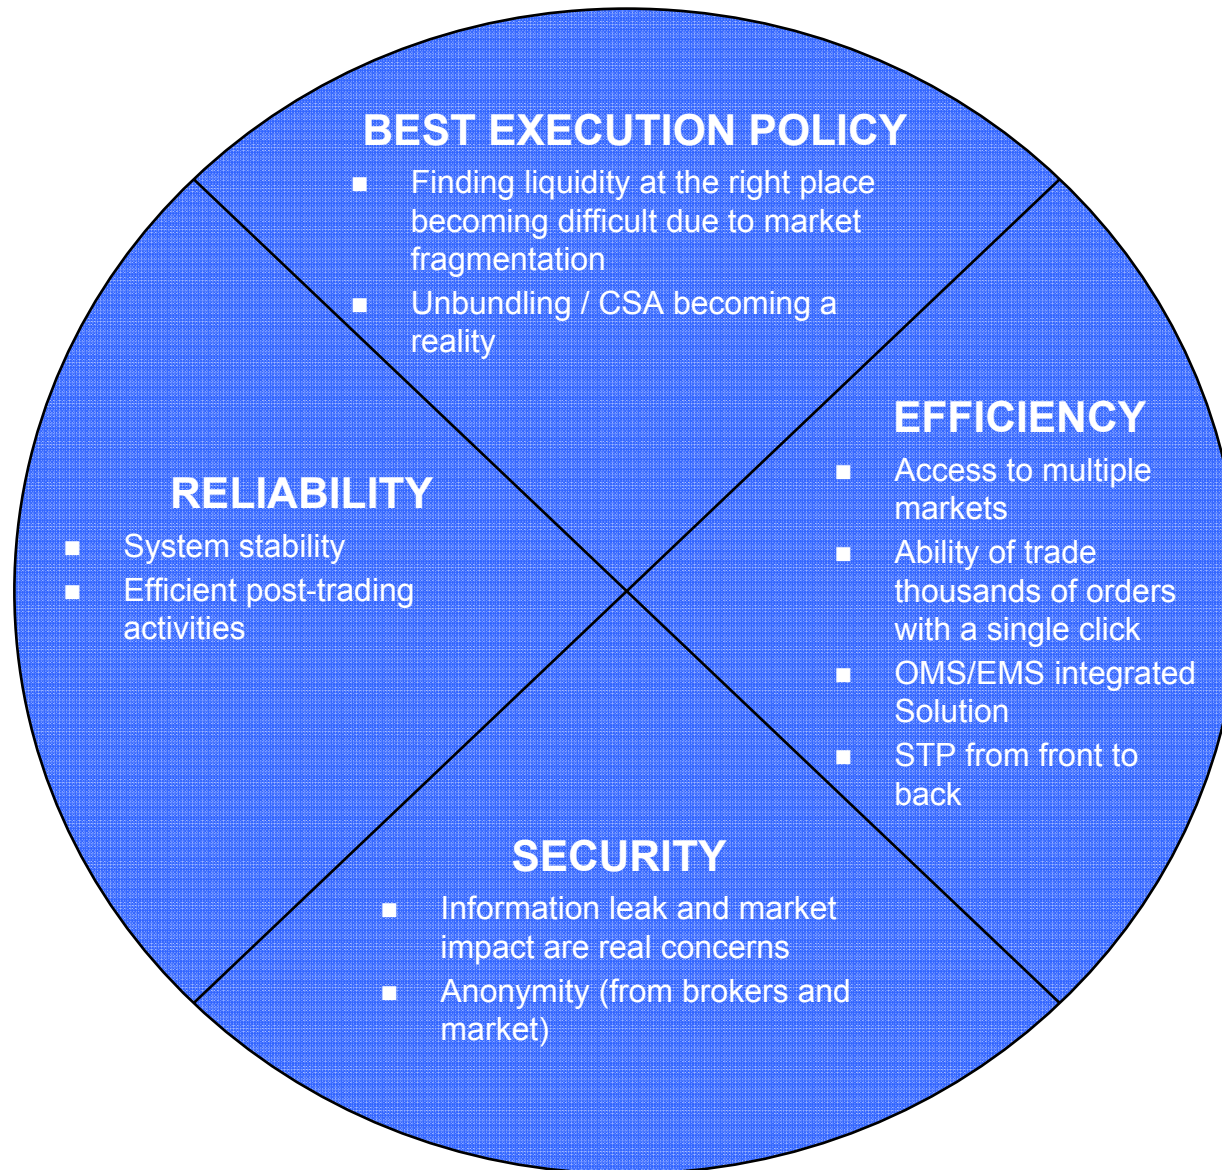 BEST EXECUTION POLICY
■ Finding liquidity at the right place
becoming difficult due to market
fragmentation
■ Unbundling / CSA becoming a
reality
EFFICIENCY
■ Access to multiple
markets
■ Ability of trade
thousands of orders
with a single click
■ OMS/EMS integrated
Solution
■ STP from front to
back
RELIABILITY
■ System stability
■ Efficient post-trading
activities
SECURITY
■ Information leak and market
impact are real concerns
■ Anonymity (from brokers and
market)